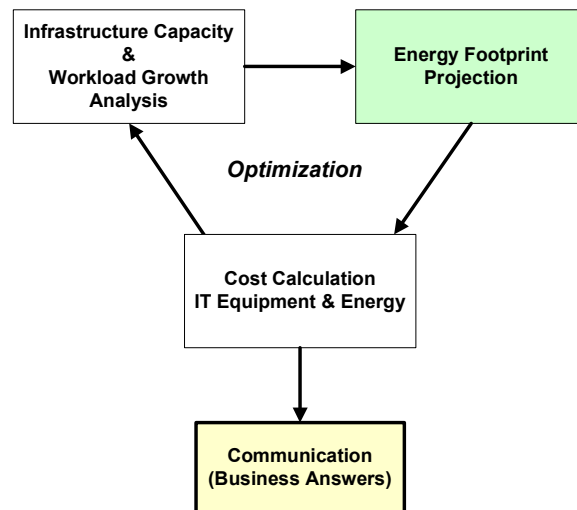 Infrastructure Capacity
&
Workload Growth
Analysis
Energy Footprint
Projection
Optimization
Cost Calculation
IT Equipment & Energy
Communication
(Business Answers)